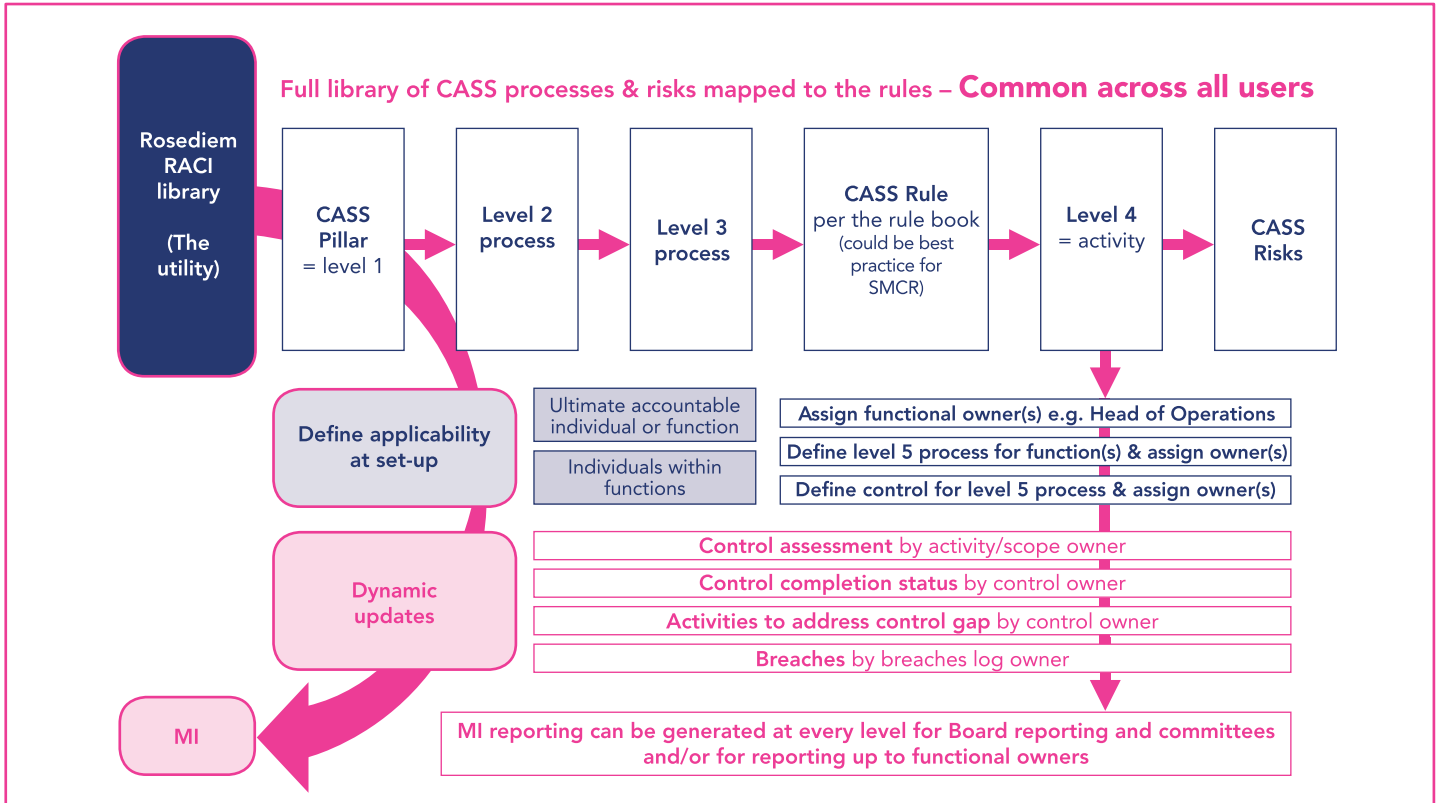 Full library of CASS processes & risks mapped to the rules – Common across all users
Rosediem
RACI
library
(The
utility)
CASS
Pillar
= level 1
Level 2
process
Level 3
process
CASS Rule
per the rule book
(could be best
practice for
SMCR)
Level 4
= activity
CASS
Risks
Define applicability
at set-up
Ultimate accountable
individual or function
Individuals within
functions
Assign functional owner(s) e.g. Head of Operations
Define level 5 process for function(s) & assign owner(s)
Define control for level 5 process & assign owner(s)
Dynamic
updates
Control assessment by activity/scope owner
Control completion status by control owner
Activities to address control gap by control owner
Breaches by breaches log owner
MI
MI reporting can be generated at every level for Board reporting and committees
and/or for reporting up to functional owners